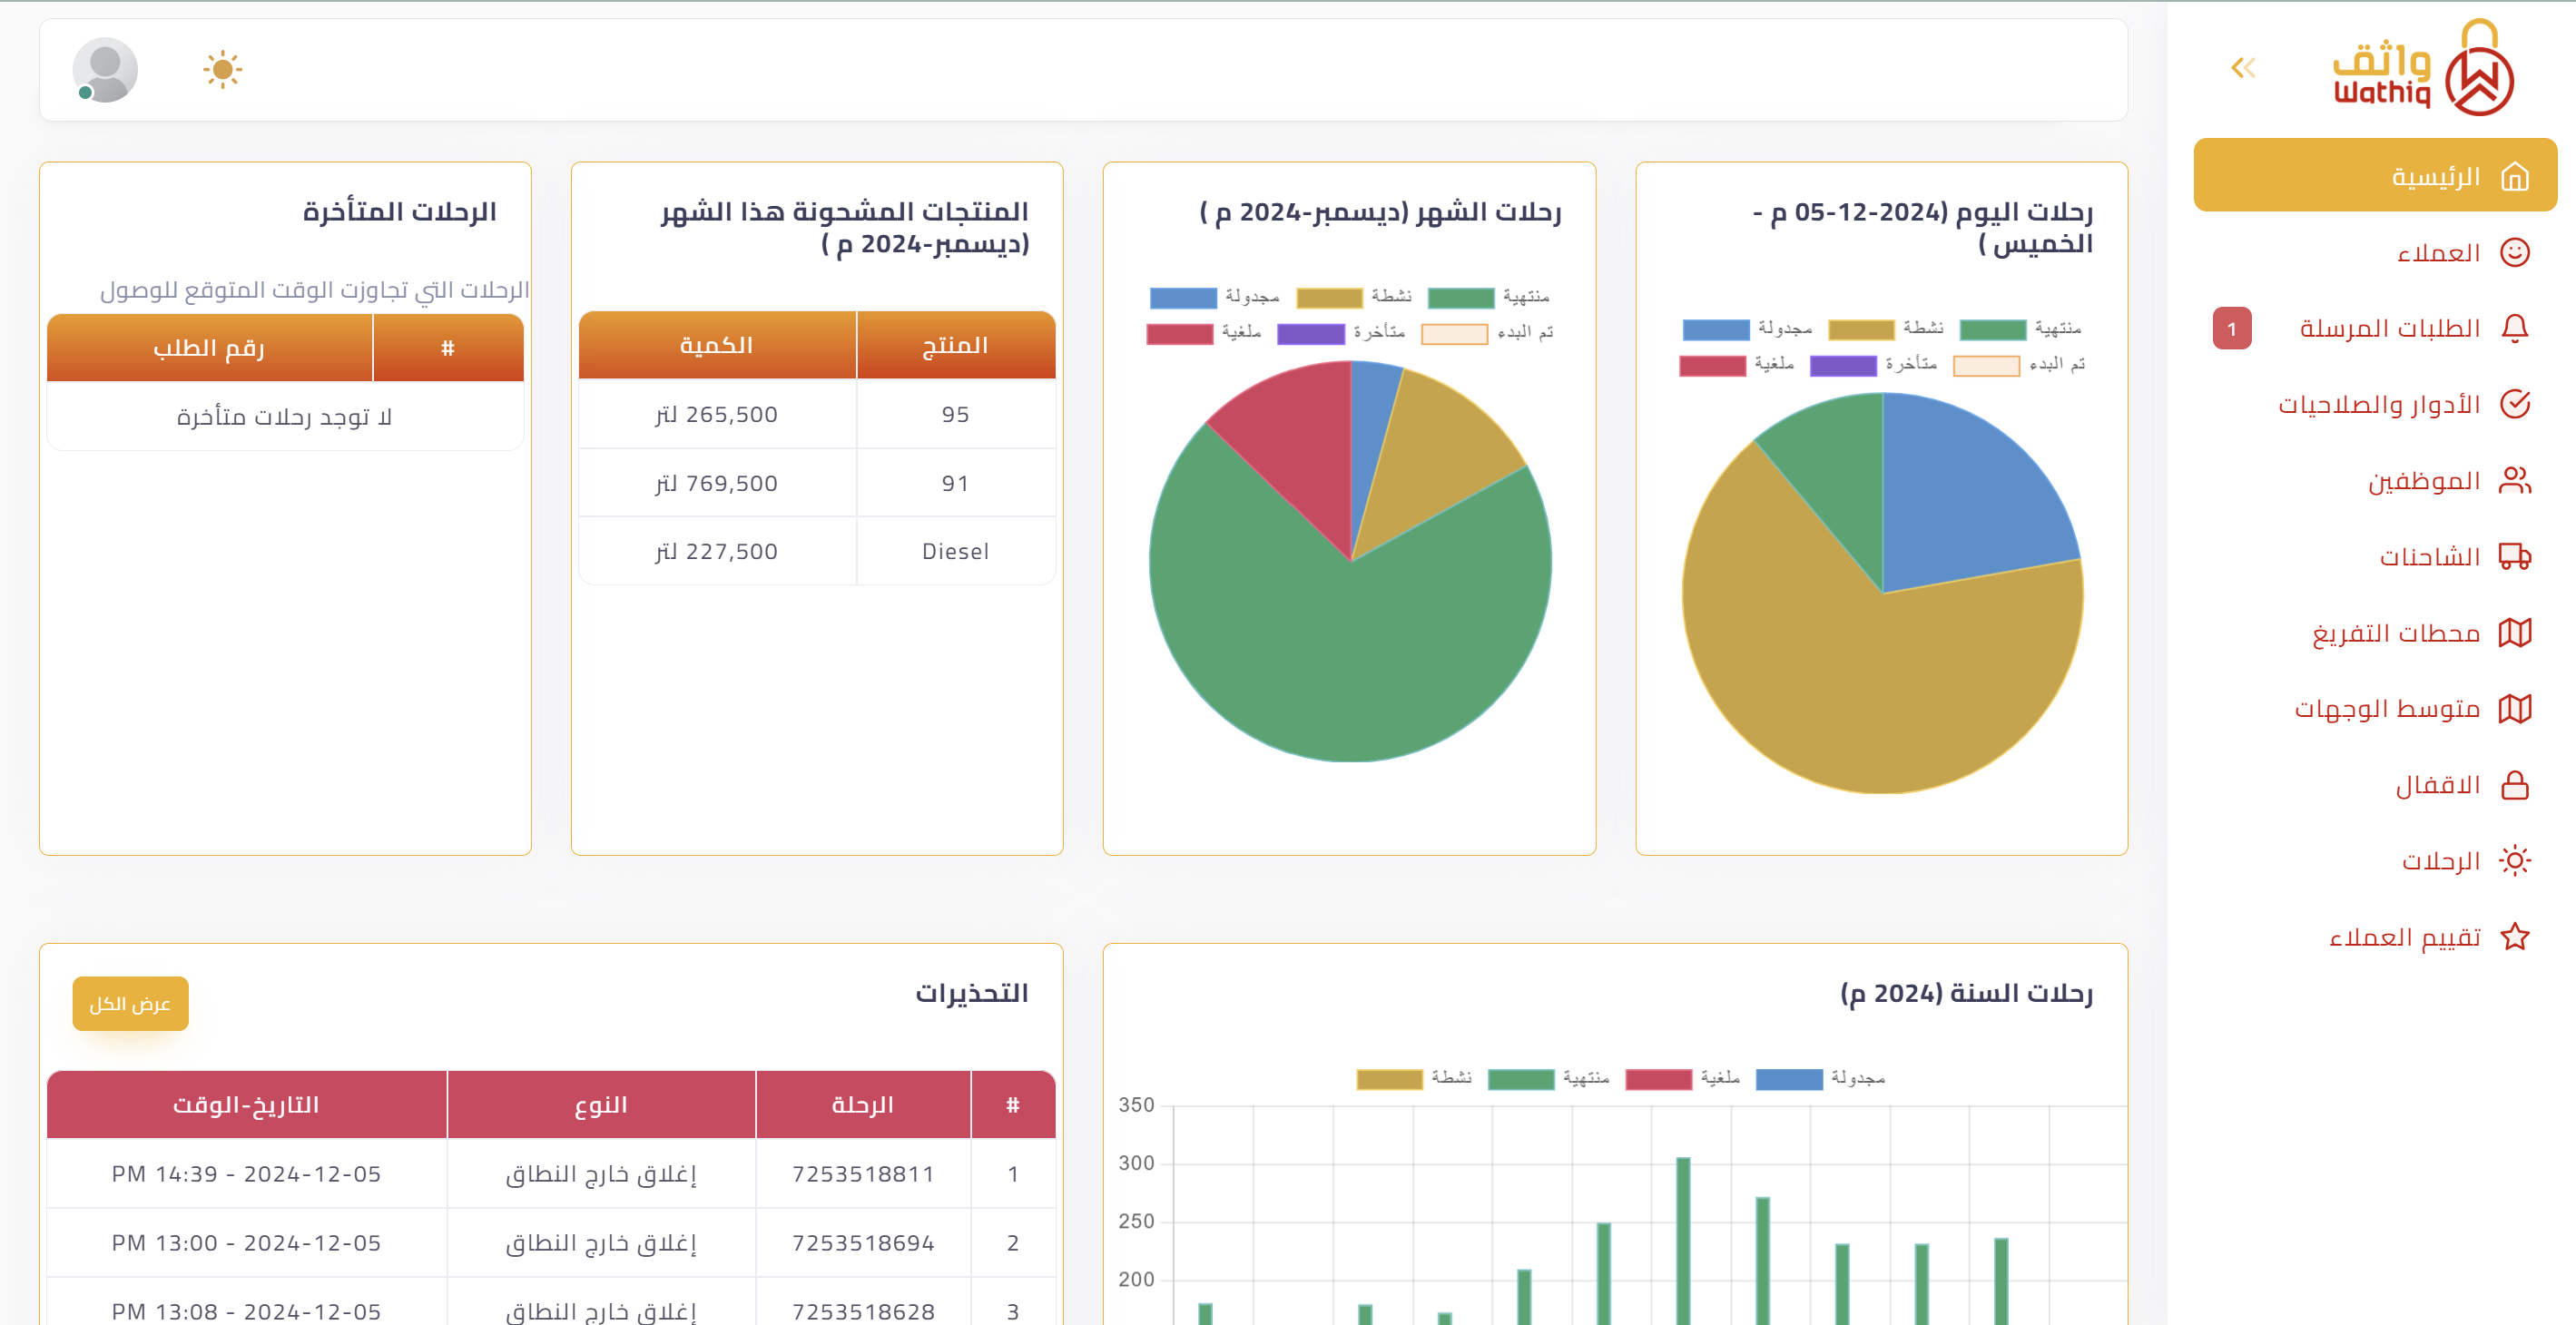 واثق
Wathiq
الرئيسية
العملاء
الطلبات المرسلة
1
الأدوار والصلاحيات
الموظفين
الشاحنات
محطات التفريغ
متوسط الوجهات
الاقفال
الرحلات
تقييم العملاء
رحلات اليوم (2024-12-05 م -
الخميس )
منتهية
نشطة
مجدولة
تم البدء
متأخرة
ملغية
رحلات الشهر (ديسمبر-2024 م )
منتهية
نشطة
مجدولة
تم البدء
متأخرة
ملغية
المنتجات المشحونة هذا الشهر
(ديسمبر-2024 م )
المنتج الكمية
95 265,500 لتر
91 769,500 لتر
Diesel 227,500 لتر
الرحلات المتأخرة
الرحلات التي تجاوزت الوقت المتوقع للوصول
# رقم الطلب
لا توجد رحلات متأخرة
رحلات السنة (2024 م)
مجدولة
ملغية
منتهية
نشطة
350
300
250
200
التحذيرات
عرض الكل
# الرحلة النوع التاريخ-الوقت
1 7253518811 إغلاق خارج النطاق PM 14:39 - 2024-12-05
2 7253518694 إغلاق خارج النطاق PM 13:00 - 2024-12-05
3 7253518628 إغلاق خارج النطاق PM 13:08 - 2024-12-05